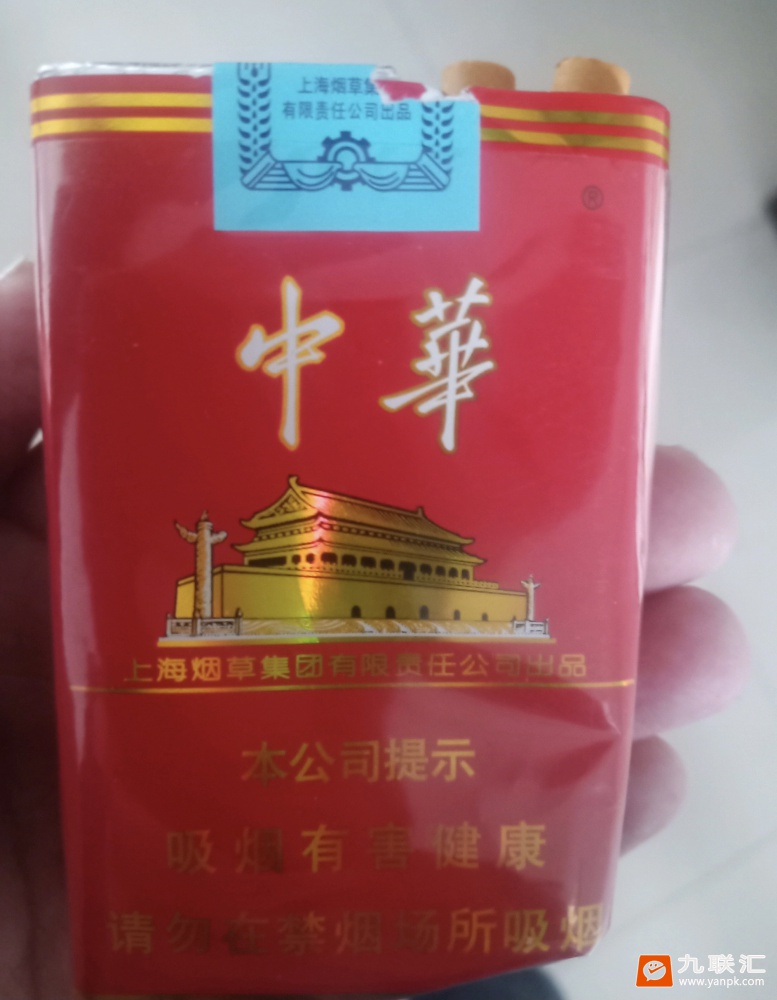 上海烟草集
有限责任公司出品
®
中華
上海烟草集团有限责任公司出品
本公司提示
吸烟有害健康
请勿在禁烟场所吸烟
九联汇
www.yanpk.com